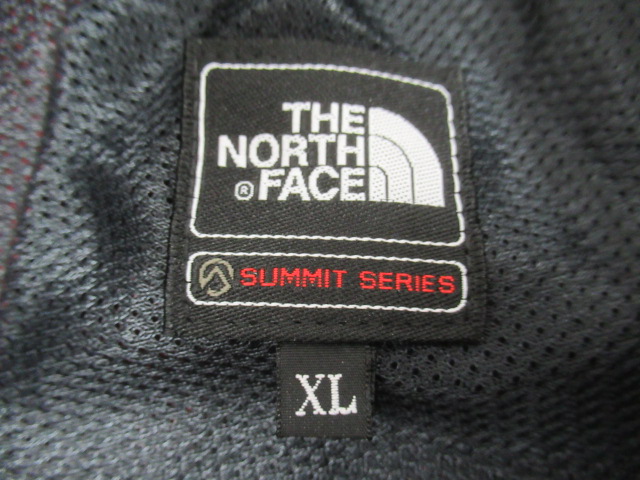 THE
NORTH
® FACE
SUMMIT SERIES
XL